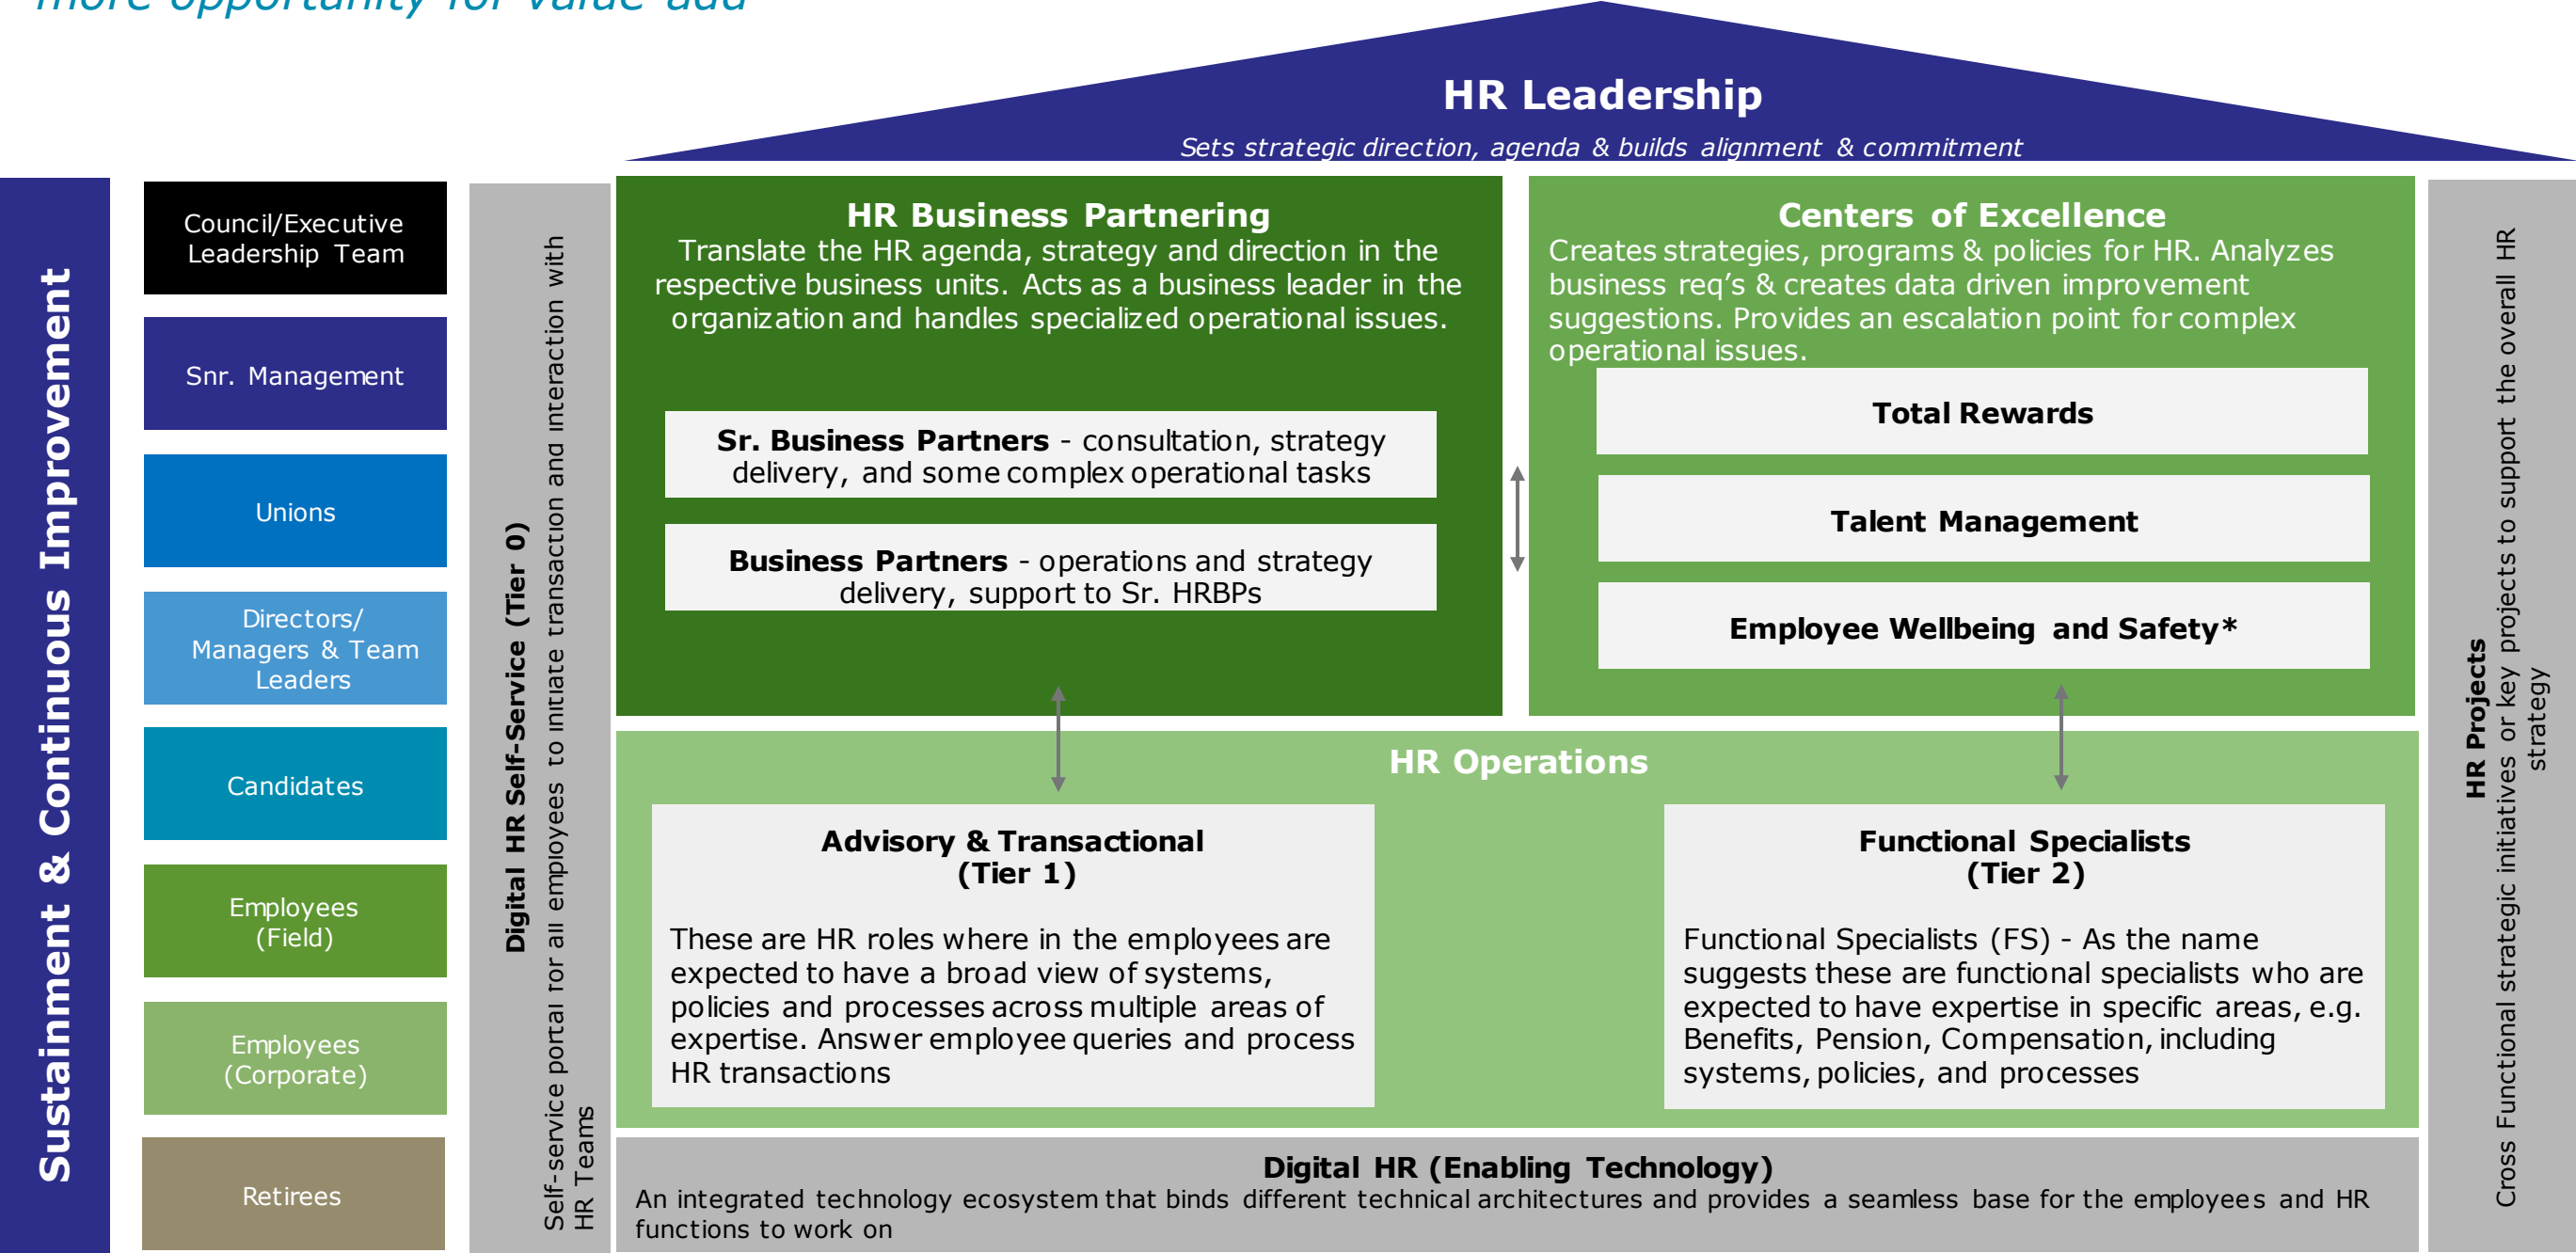 more opportunity for value add
HR Leadership
Sets strategic direction, agenda & builds alignment & commitment
Sustainment & Continuous Improvement
Council/Executive
Leadership Team
Snr. Management
Unions
Directors/
Managers & Team
Leaders
Candidates
Employees
(Field)
Employees
(Corporate)
Retirees
Digital HR Self-Service (Tier 0)
Self-service portal for all employees to initiate transaction and interaction with
HR Teams
HR Business Partnering
Translate the HR agenda, strategy and direction in the
respective business units. Acts as a business leader in the
organization and handles specialized operational issues.
Sr. Business Partners - consultation, strategy
delivery, and some complex operational tasks
Business Partners - operations and strategy
delivery, support to Sr. HRBPs
Centers of Excellence
Creates strategies, programs & policies for HR. Analyzes
business req's & creates data driven improvement
suggestions. Provides an escalation point for complex
operational issues.
Total Rewards
Talent Management
Employee Wellbeing and Safety*
HR Operations
Advisory & Transactional
(Tier 1)
These are HR roles where in the employees are
expected to have a broad view of systems,
policies and processes across multiple areas of
expertise. Answer employee queries and process
HR transactions
Functional Specialists
(Tier 2)
Functional Specialists (FS) - As the name
suggests these are functional specialists who are
expected to have expertise in specific areas, e.g.
Benefits, Pension, Compensation, including
systems, policies, and processes
Digital HR (Enabling Technology)
An integrated technology ecosystem that binds different technical architectures and provides a seamless base for the employees and HR
functions to work on
HR Projects
Cross Functional strategic initiatives or key projects to support the overall HR
strategy